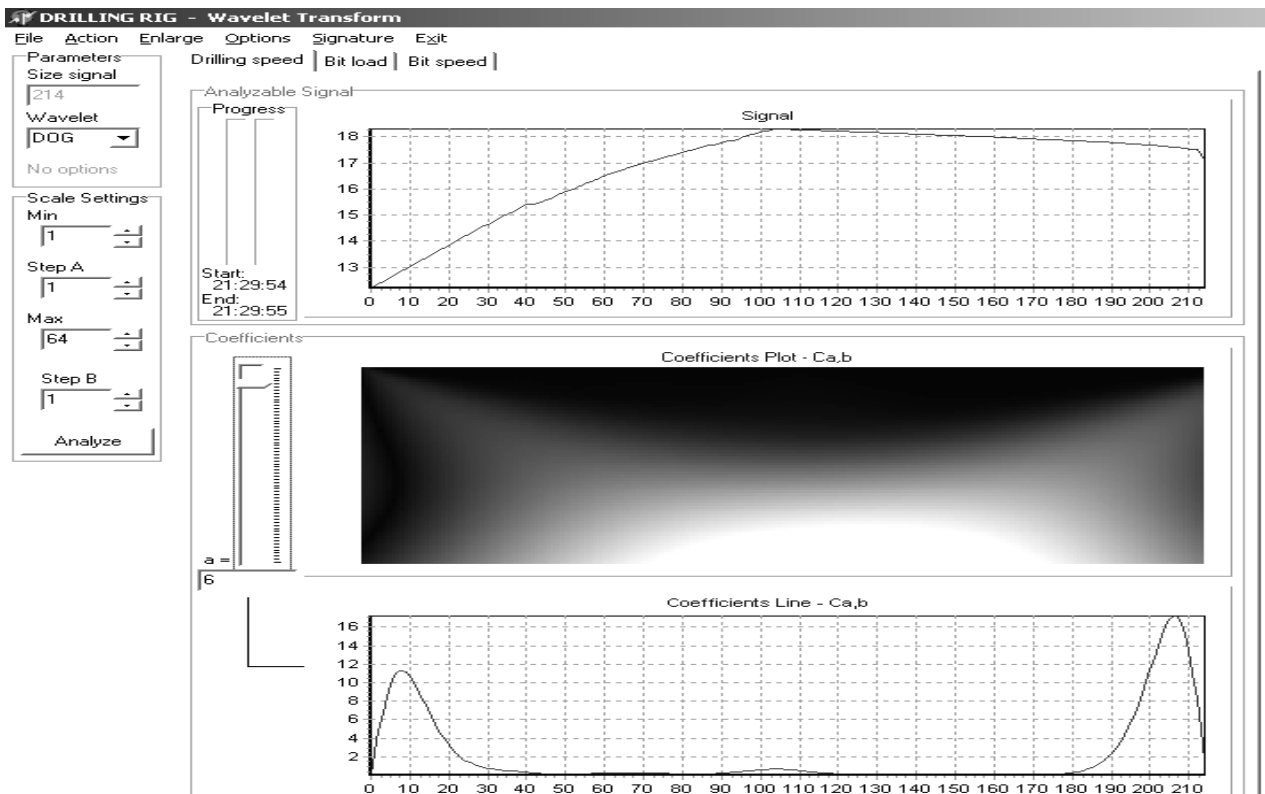 DRILLING RIG - Wavelet Transform
File Action Enlarge Options Signature Exit
Parameters
Size signal
214
Wavelet
DOG
No options
Scale Settings
Min
1
Step A
1
Max
64
Step B
1
Analyze
Drilling speed Bit load Bit speed
Analyzable Signal
Progress
Start:
21:29:54
End:
21:29:55
Signal
18
17
16
15
14
13
0 10 20 30 40 50 60 70 80 90 100 110 120 130 140 150 160 170 180 190 200 210
Coefficients
a =
6
Coefficients Plot - Ca,b
Coefficients Line - Ca,b
16
14
12
10
8
6
4
2
0 10 20 30 40 50 60 70 80 90 100 110 120 130 140 150 160 170 180 190 200 210